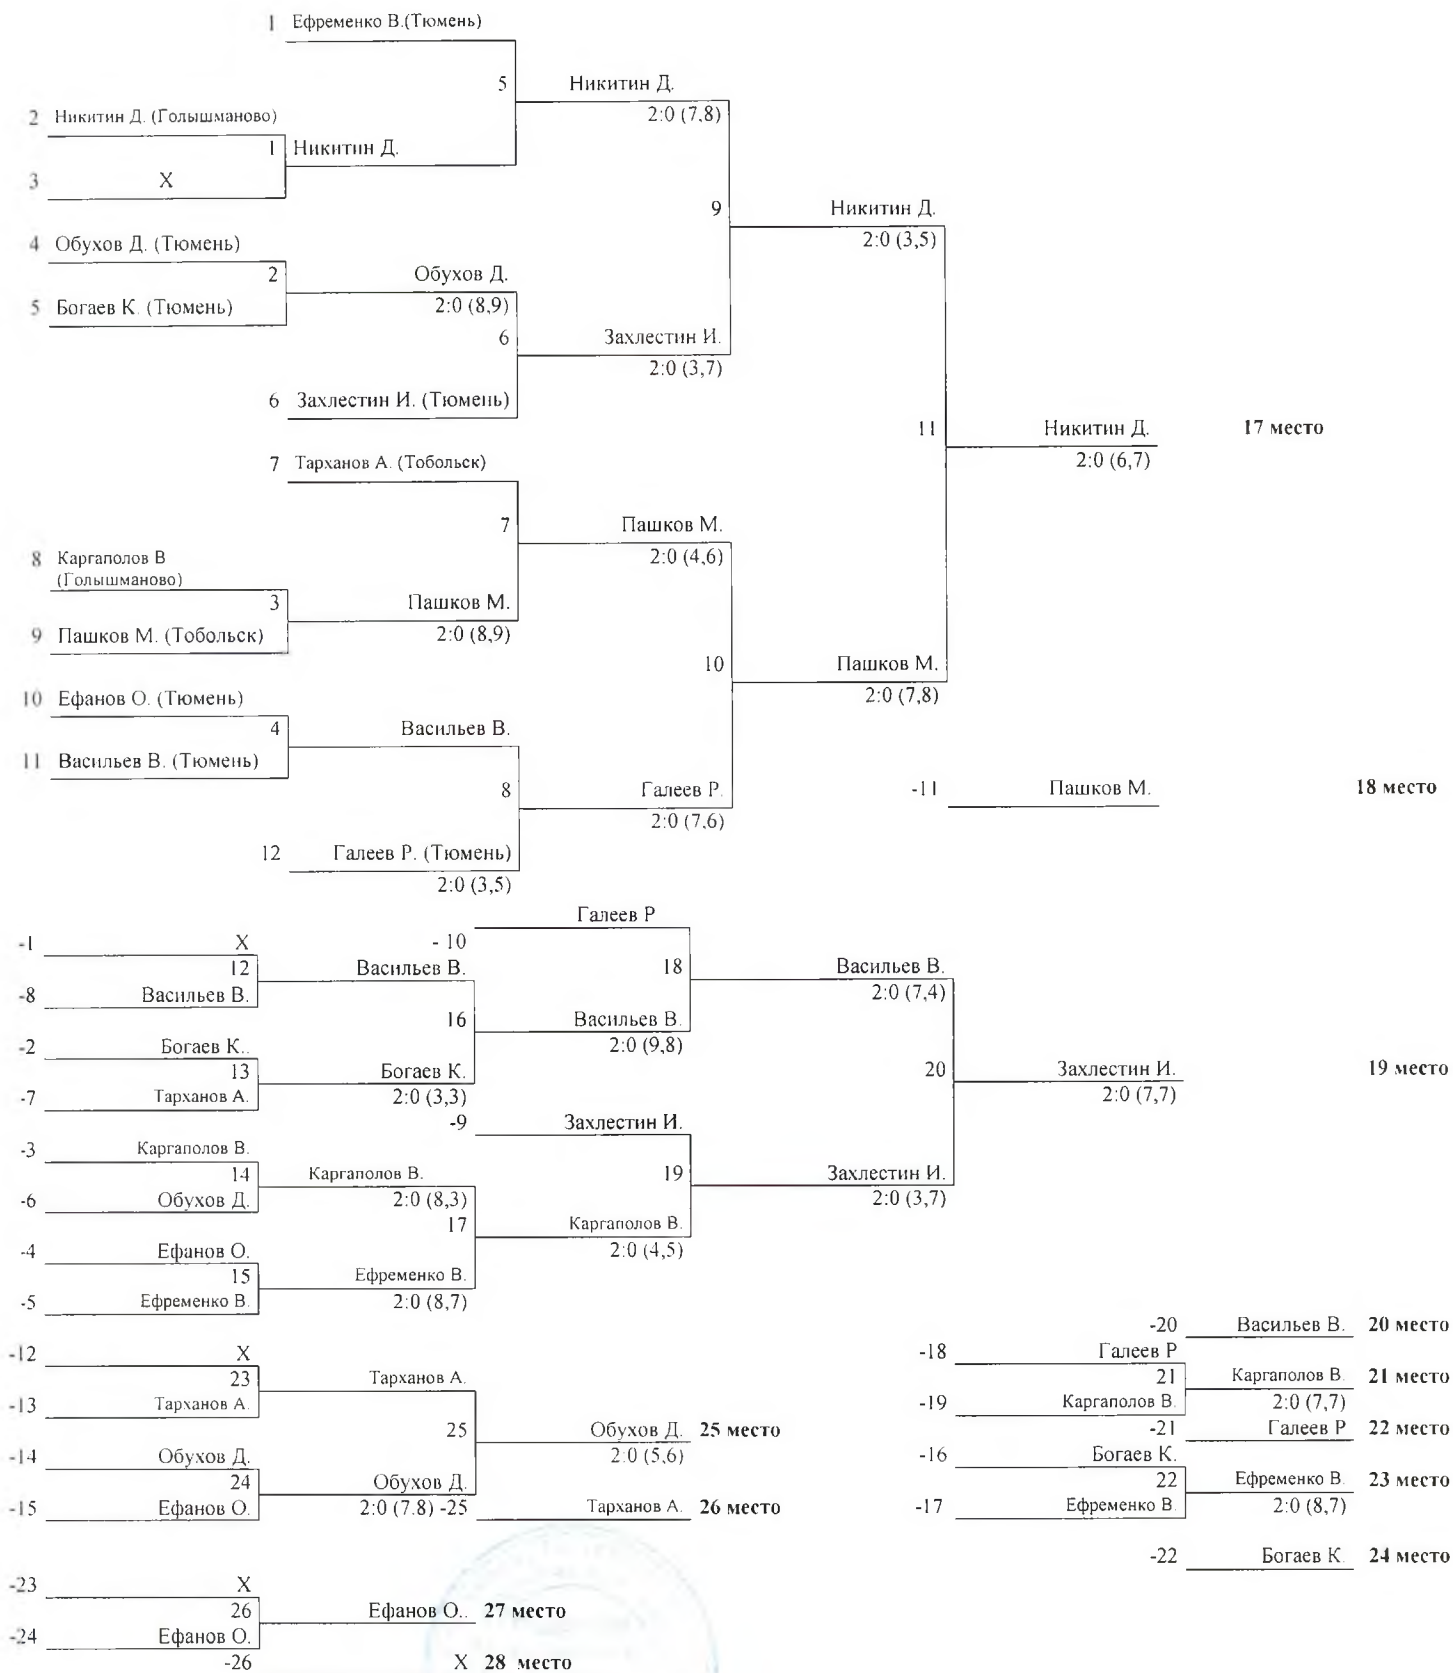 1 Ефременко В.(Тюмень)
5 Никитин Д.
2:0 (7,8)
2 Никитин Д. (Голышманово)
1 Никитин Д.
3 Х
9 Никитин Д.
2:0 (3,5)
4 Обухов Д. (Тюмень)
2 Обухов Д.
2:0 (8,9)
5 Богаев К. (Тюмень)
6 Захлестин И.
2:0 (3,7)
6 Захлестин И. (Тюмень)
11 Никитин Д. 17 место
2:0 (6,7)
7 Тарханов А. (Тобольск)
7 Пашков М.
2:0 (4,6)
8 Каргаполов В
(Голышманово)
3 Пашков М.
2:0 (8,9)
9 Пашков М. (Тобольск)
10 Пашков М.
2:0 (7,8)
10 Ефанов О. (Тюмень)
4 Васильев В.
11 Васильев В. (Тюмень)
8 Галеев Р.
2:0 (7,6)
-11 Пашков М. 18 место
12 Галеев Р. (Тюмень)
2:0 (3,5)
Галеев Р
-1 Х - 10
12 Васильев В. 18 Васильев В.
2:0 (7,4)
-8 Васильев В.
16 Васильев В.
2:0 (9,8)
-2 Богаев К..
13 Богаев К. 20 Захлестин И. 19 место
2:0 (3,3) 2:0 (7,7)
-7 Тарханов А.
-9 Захлестин И.
-3 Каргаполов В.
14 Каргаполов В. 19 Захлестин И.
2:0 (8,3) 2:0 (3,7)
-6 Обухов Д.
17 Каргаполов В.
2:0 (4,5)
-4 Ефанов О.
15 Ефременко В.
2:0 (8,7)
-5 Ефременко В.
-20 Васильев В. 20 место
-12 Х -18 Галеев Р
23 Тарханов А. 21 Каргаполов В. 21 место
2:0 (7,7)
-13 Тарханов А. -19 Каргаполов В.
25 Обухов Д. 25 место -21 Галеев Р 22 место
2:0 (5,6)
-14 Обухов Д. -16 Богаев К.
24 Обухов Д. 22 Ефременко В. 23 место
2:0 (7.8) -25 2:0 (8,7)
-15 Ефанов О. Тарханов А. 26 место -17 Ефременко В.
-22 Богаев К. 24 место
-23 Х
26 Ефанов О.. 27 место
-24 Ефанов О.
-26 Х 28 место